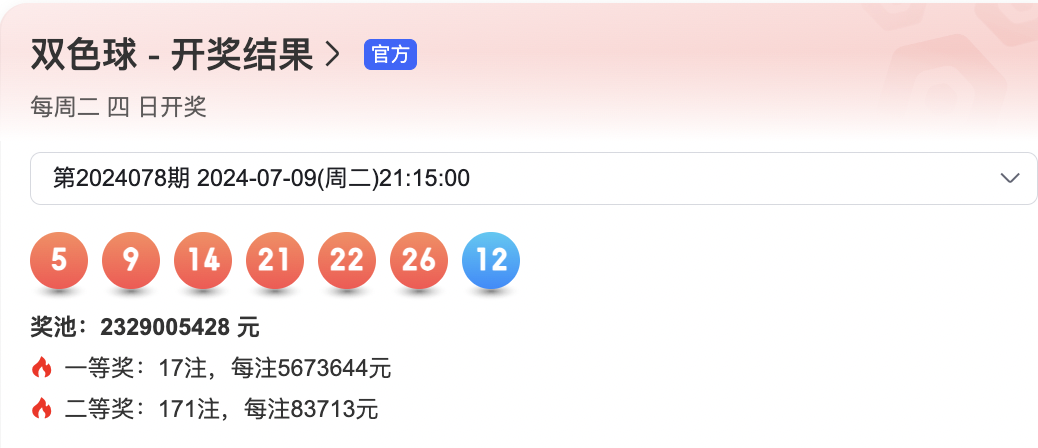 双色球 - 开奖结果 官方
每周二 四 日开奖
第2024078期 2024-07-09(周二)21:15:00
5 9 14 21 22 26 12
奖池：2329005428 元
一等奖：17注，每注5673644元
二等奖：171注，每注83713元